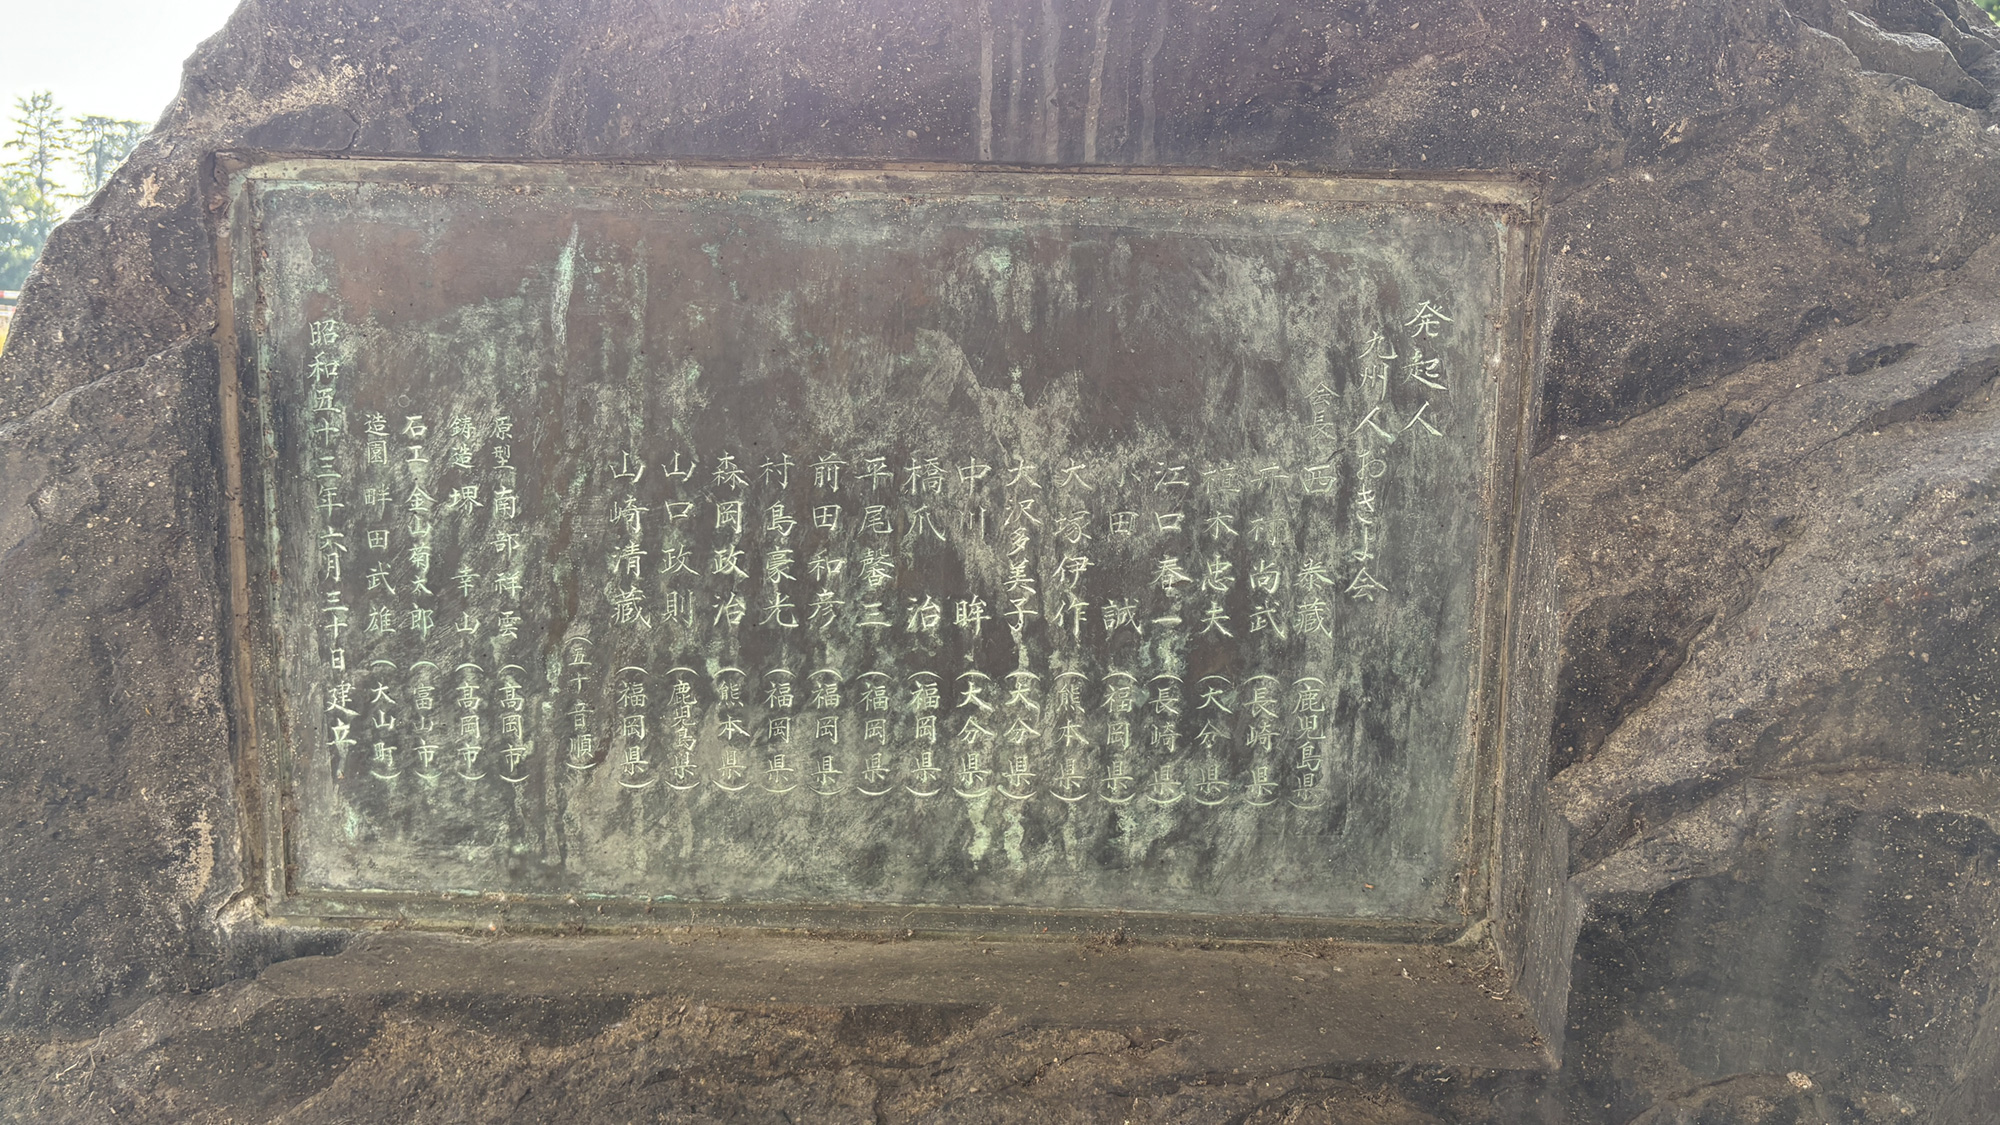 発起人
九州人おきよ会
会長 西 泰蔵(鹿児島県)
尚武(長崎県)
植木忠夫(大分県)
江口春一(長崎県)
小田 誠(福岡県)
大塚伊作(熊本県)
大沢多美子(大分県)
中川 眸(大分県)
橋爪 治(福岡県)
平尾馨三(福岡県)
前田和彦(福岡県)
村島豪光(福岡県)
森岡政治(熊本県)
山口政則(鹿児島県)
山崎清蔵(福岡県)
(五十音順)
原型 南部祥雲(高岡市)
鋳造 堺 幸山(高岡市)
石工 金山菊太郎(富山市)
造園 畔田武雄(大山町)
昭和五十三年六月三十日建立